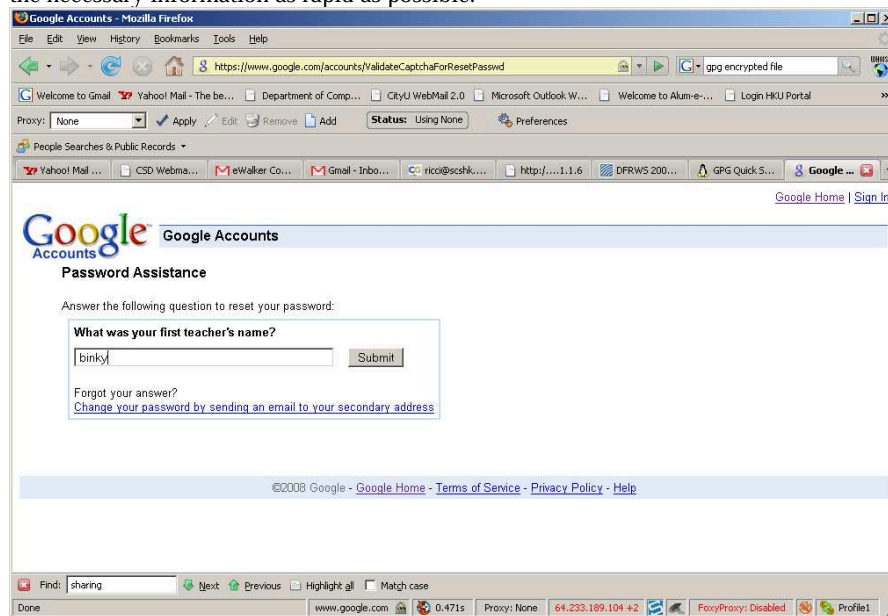 the necessary information as rapid as possible.
Google Accounts - Mozilla Firefox
File Edit View History Bookmarks Tools Help
https://www.google.com/accounts/ValidateCaptchaForResetPasswd
gpg encrypted file
Welcome to Gmail Yahoo! Mail - The be... Department of Comp... CityU WebMail 2.0 Microsoft Outlook W... Welcome to Alum-e-... Login HKU Portal »
Proxy: None Apply Edit Remove Add Status: Using None Preferences
People Searches & Public Records
Yahoo! Mail ... CSD Webma... eWalker Co... Gmail - Inbo... ricci@scshk.... http:/....1.1.6 DFRWS 200... GPG Quick S... Google ...
Google Home | Sign In
Google Accounts
Google Accounts
Password Assistance
Answer the following question to reset your password:
What was your first teacher's name?
binky Submit
Forgot your answer?
Change your password by sending an email to your secondary address
©2008 Google - Google Home - Terms of Service - Privacy Policy - Help
Find: sharing Next Previous Highlight all Match case
Done www.google.com 0.471s Proxy: None 64.233.189.104 +2 FoxyProxy: Disabled Profile1